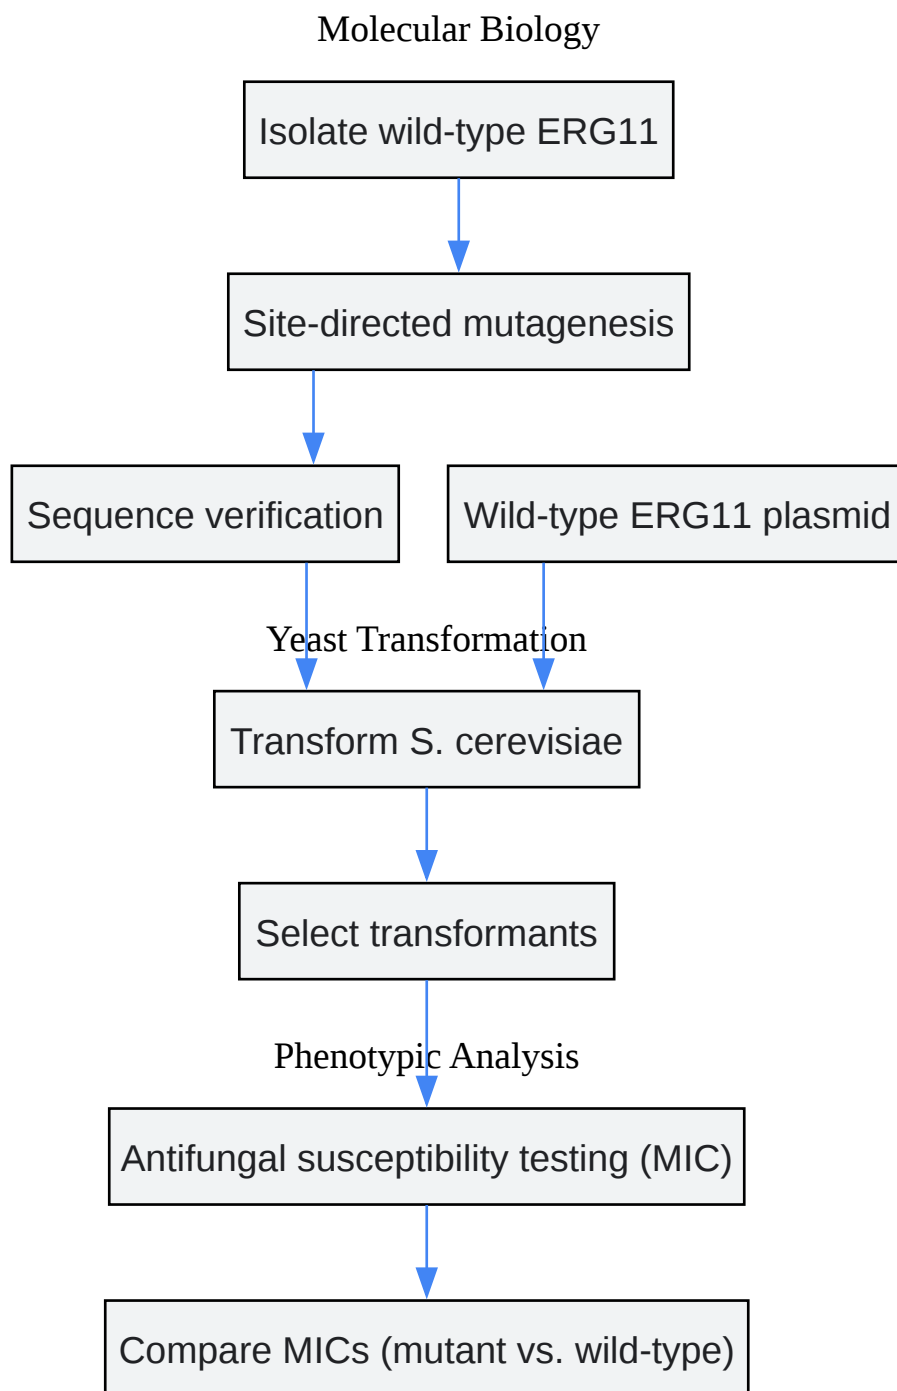 Molecular Biology
Isolate wild-type ERG11
Site-directed mutagenesis
Sequence verification
Wild-type ERG11 plasmid
Yeast Transformation
Transform S. cerevisiae
Select transformants
Phenotypic Analysis
Antifungal susceptibility testing (MIC)
Compare MICs (mutant vs. wild-type)